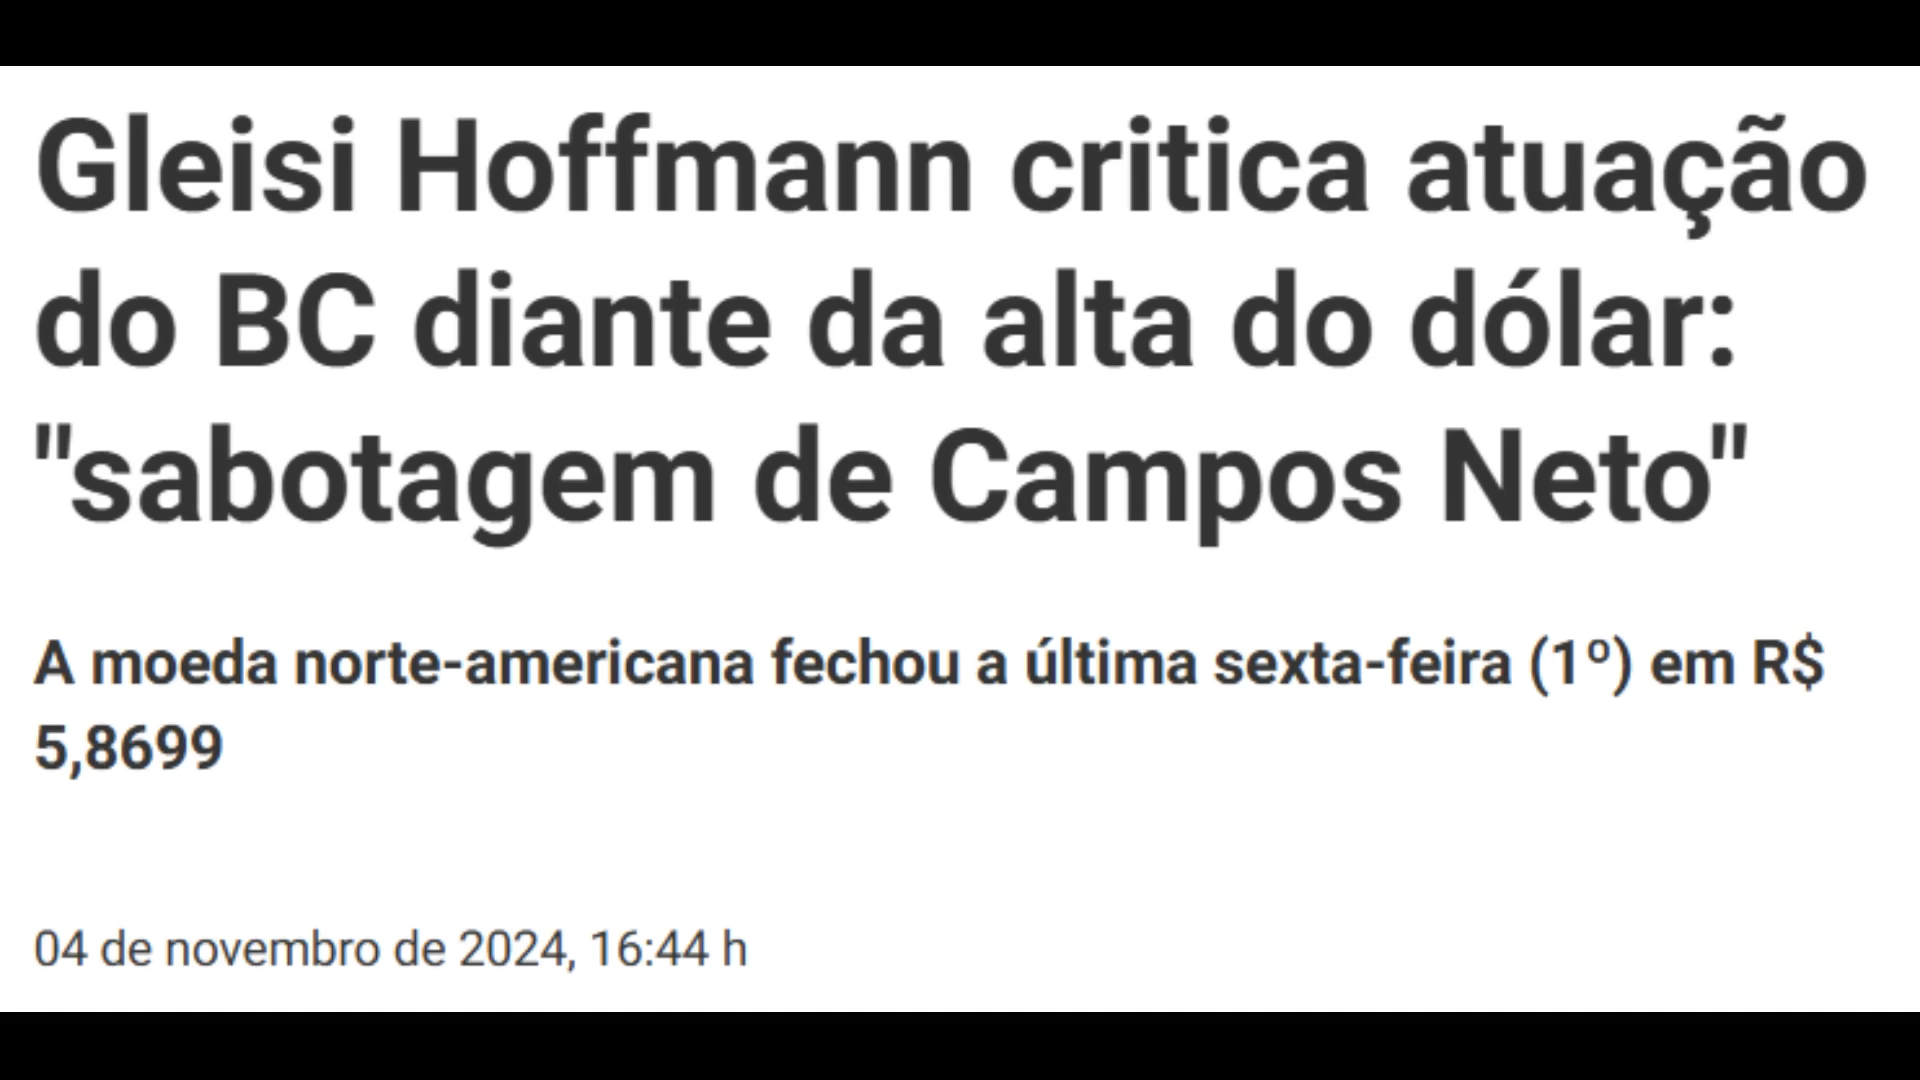 Gleisi Hoffmann critica atuação
do BC diante da alta do dólar:
"sabotagem de Campos Neto"
A moeda norte-americana fechou a última sexta-feira (1º) em R$
5,8699
04 de novembro de 2024, 16:44 h